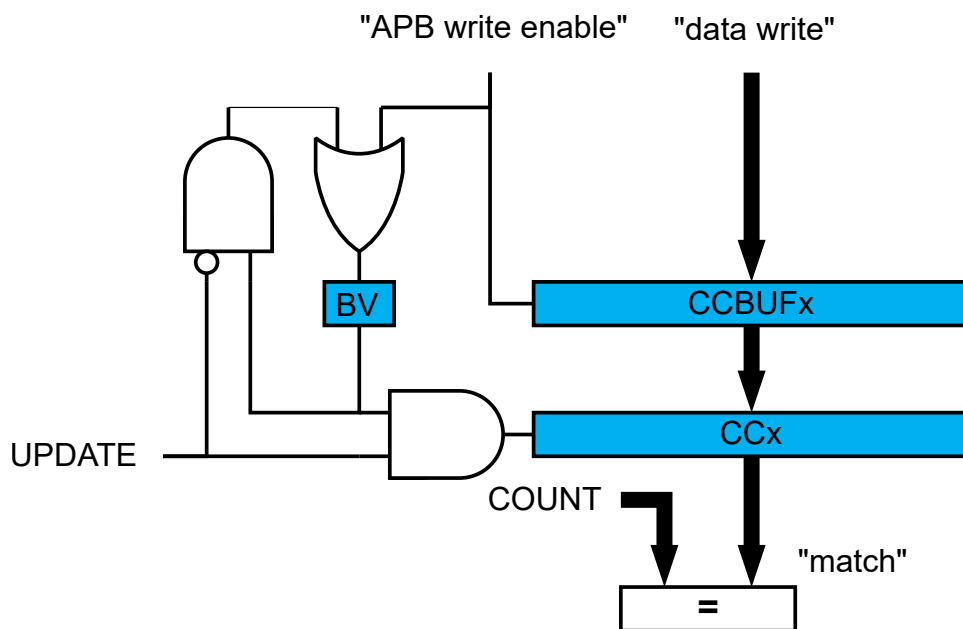 "APB write enable"
"data write"
BV
CCBUFx
UPDATE
CCx
COUNT
"match"
=